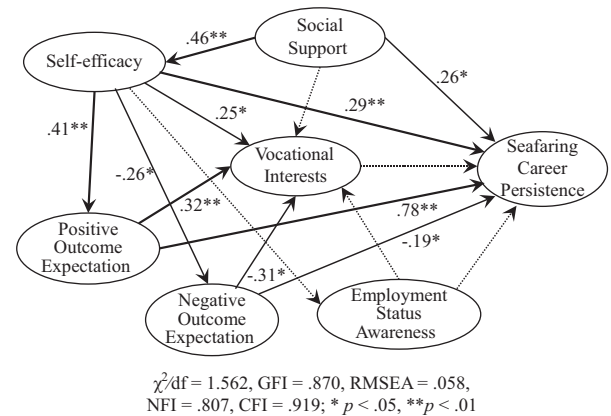 Social
Support
.46**
Self-efficacy
.26*
.29**
.25*
.41**
Vocational
Interests
Seafaring
Career
Persistence
-.26*
.32**
.78**
Positive
Outcome
Expectation
-.19*
-.31*
Negative
Outcome
Expectation
Employment
Status
Awareness
χ²/df = 1.562, GFI = .870, RMSEA = .058,
NFI = .807, CFI = .919; * p < .05, **p < .01